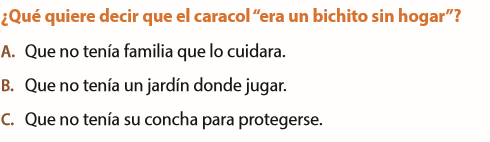 ¿Qué quiere decir que el caracol “era un bichito sin hogar”?
A. Que no tenía familia que lo cuidara.
B. Que no tenía un jardín donde jugar.
C. Que no tenía su concha para protegerse.